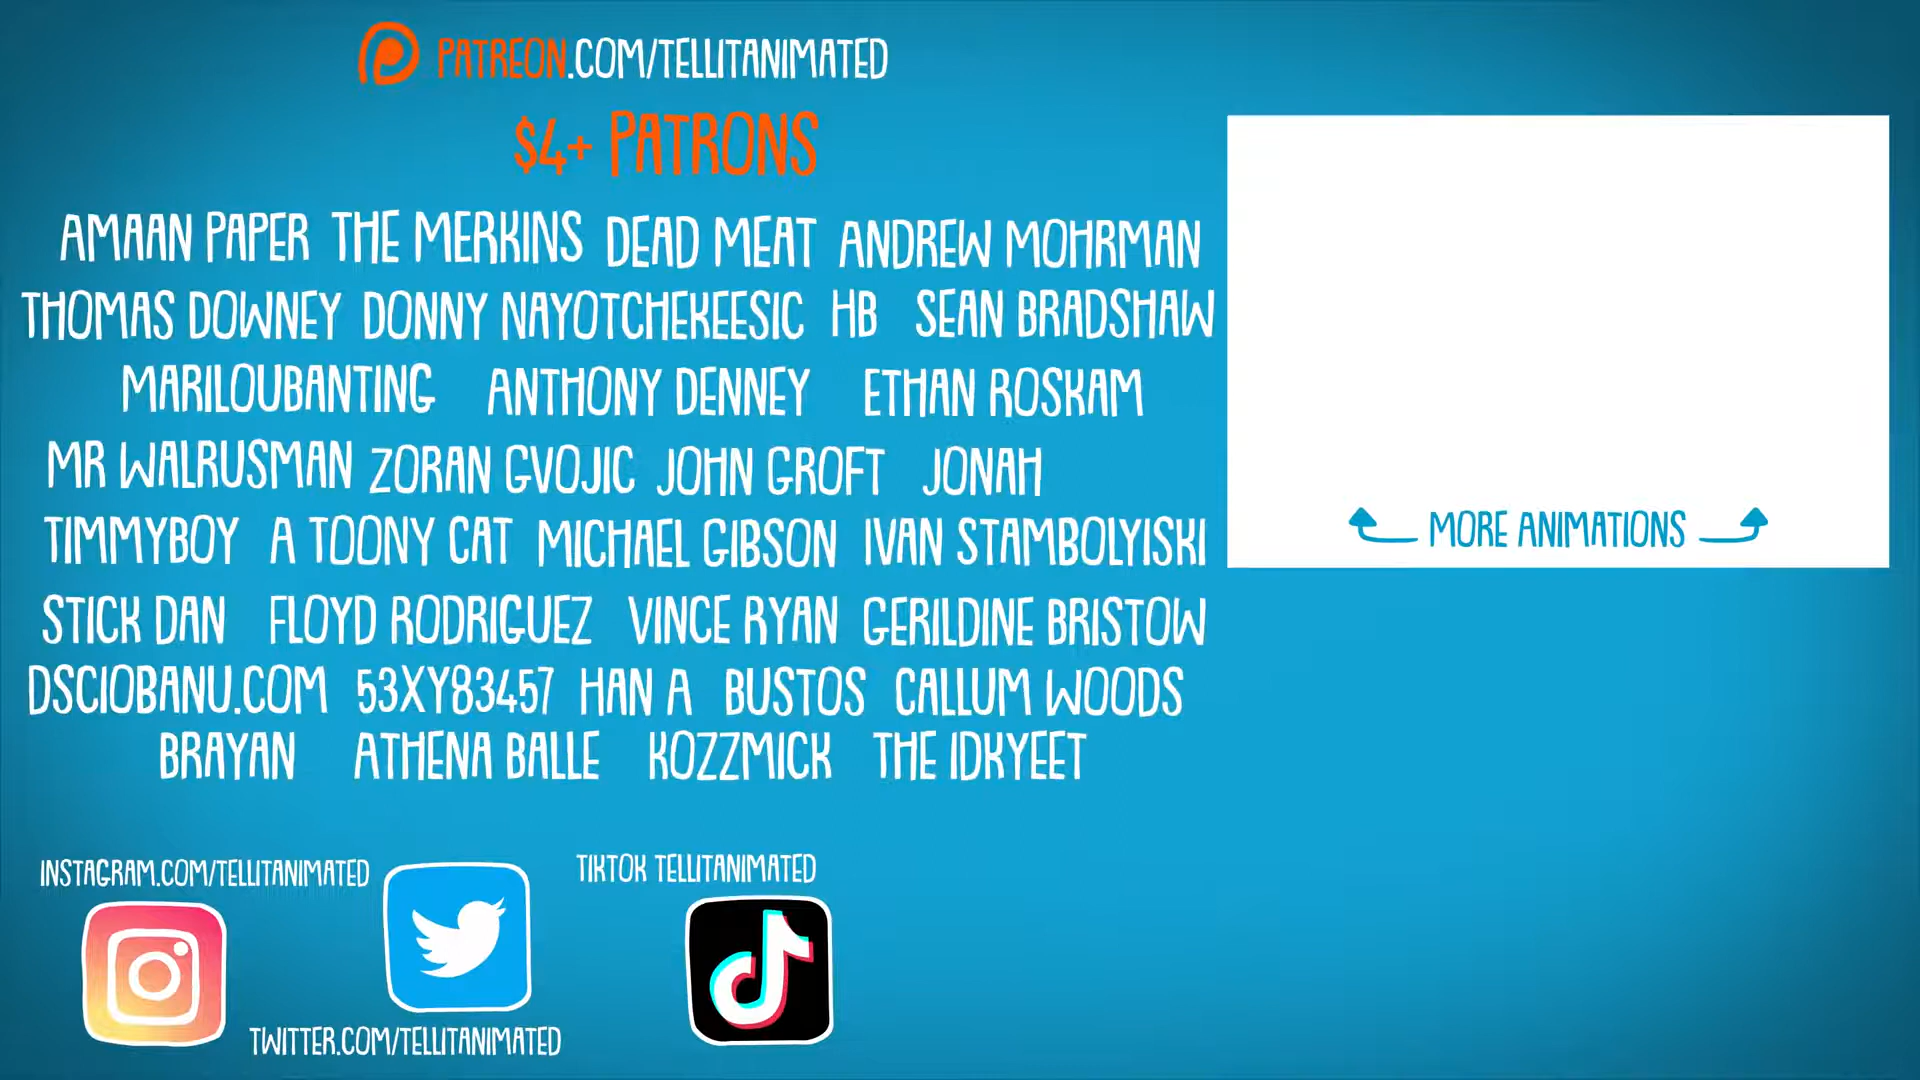 PATREON.COM/TELLITANIMATED
$4+ PATRONS
AMAAN PAPER THE MERKINS DEAD MEAT ANDREW MOHRMAN
THOMAS DOWNEY DONNY NAYOTCHEKEESIC HB SEAN BRADSHAW
MARILOUBANTING ANTHONY DENNEY ETHAN ROSKAM
MR WALRUSMAN ZORAN GVOJIC JOHN GROFT JONAH
TIMMYBOY A TOONY CAT MICHAEL GIBSON IVAN STAMBOLYISKI
STICK DAN FLOYD RODRIGUEZ VINCE RYAN GERILDINE BRISTOW
DSCIOBANU.COM 53XY83457 HAN A BUSTOS CALLUM WOODS
BRAYAN ATHENA BALLE KOZZMICK THE IDKYEET
MORE ANIMATIONS
INSTAGRAM.COM/TELLITANIMATED
TIKTOK TELLITANIMATED
TWITTER.COM/TELLITANIMATED